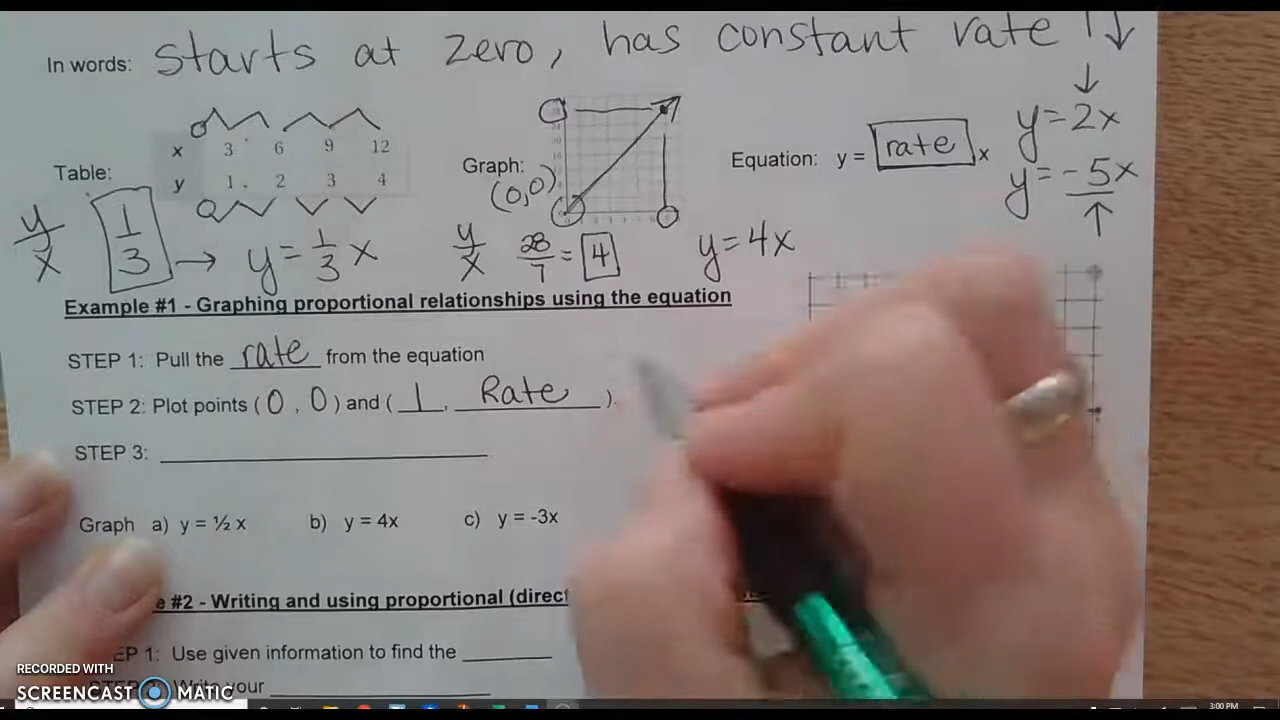 In words: starts at zero, has constant rate ↑↓
x 3 6 9 12
y 1 2 3 4
Table:
Graph:
(0,0)
Equation: y = rate x
y = 2x
y = -5x
y/x 1/3 → y = 1/3 x
y/x 28/7 = 4
y = 4x
Example #1 - Graphing proportional relationships using the equation
STEP 1: Pull the rate from the equation
STEP 2: Plot points ( 0 , 0 ) and ( 1 , Rate ).
STEP 3:
Graph a) y = ½ x b) y = 4x c) y = -3x
#2 - Writing and using proportional (direct
1: Use given information to find the
your
RECORDED WITH
SCREENCAST MATIC
3:00 PM